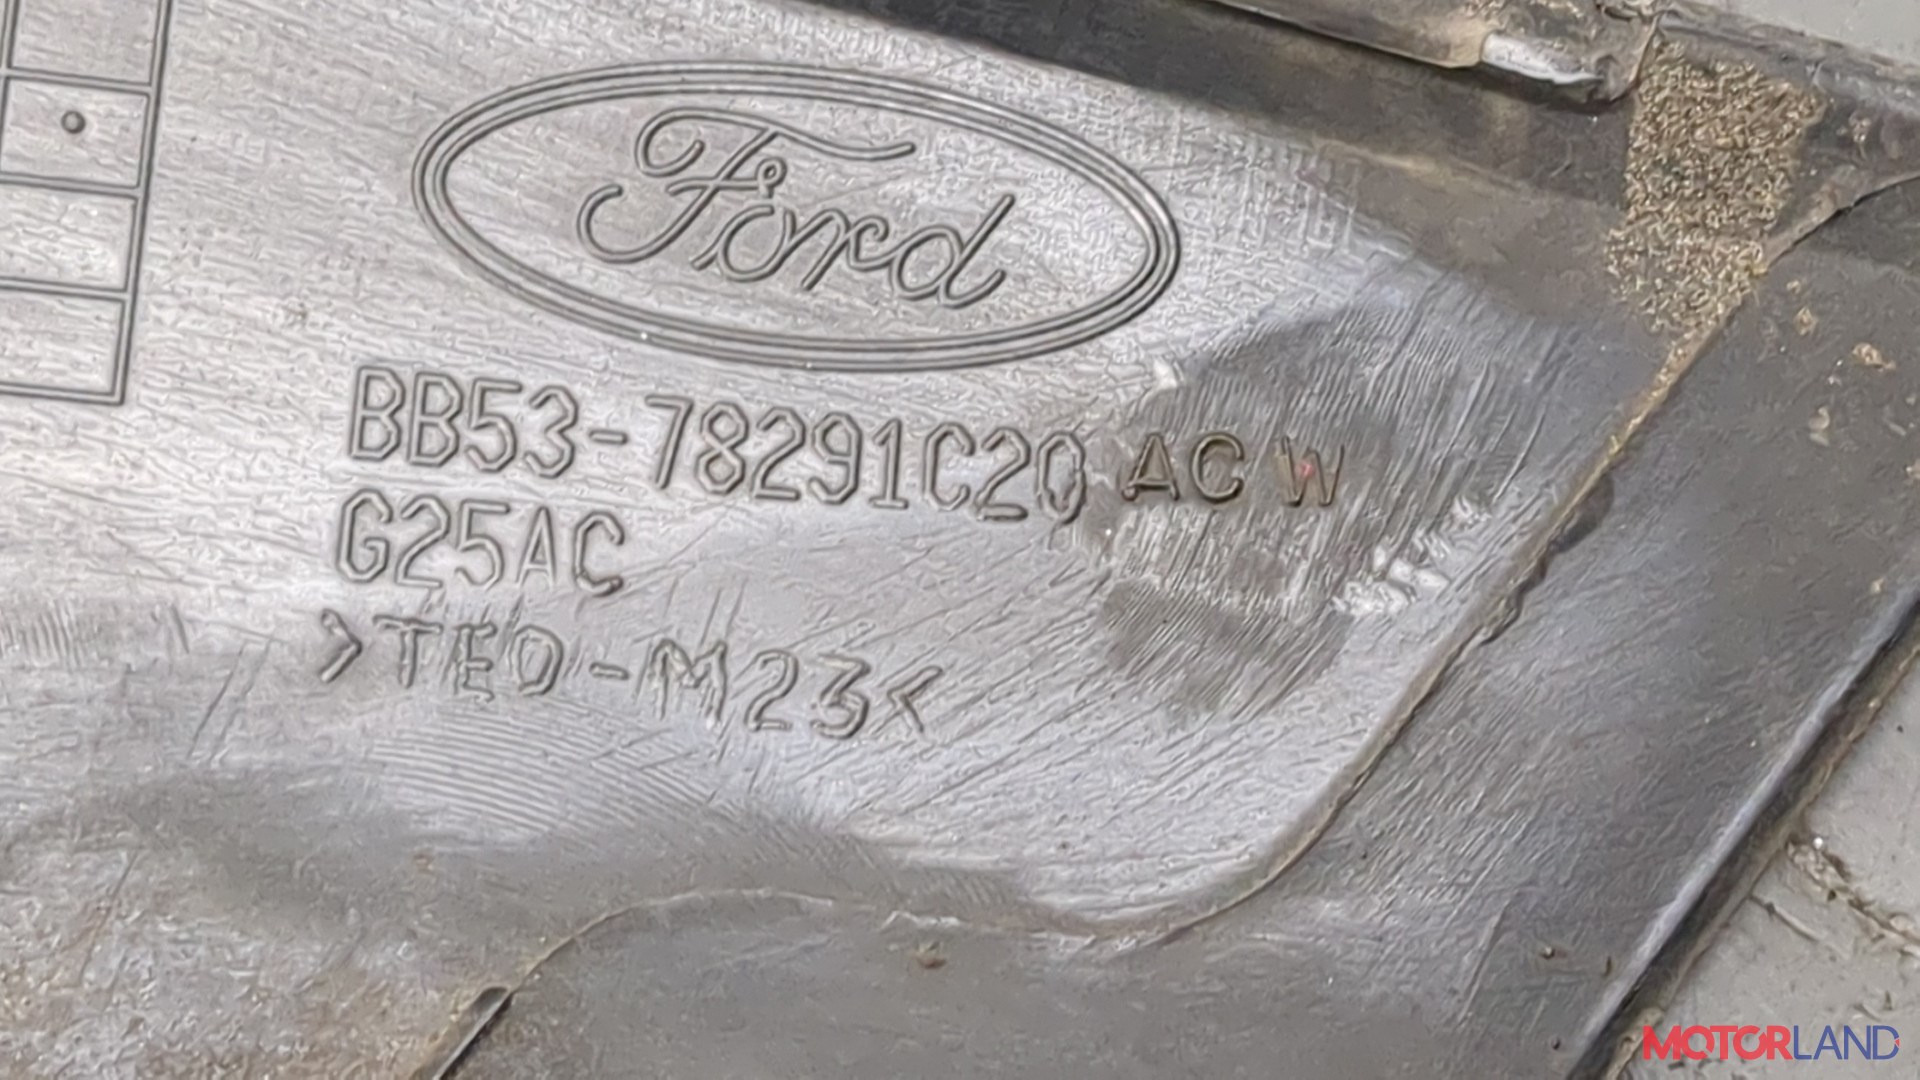 Ford
BB53-78291C20 AC W
G25AC
>TEO-M23<
MOTORLAND